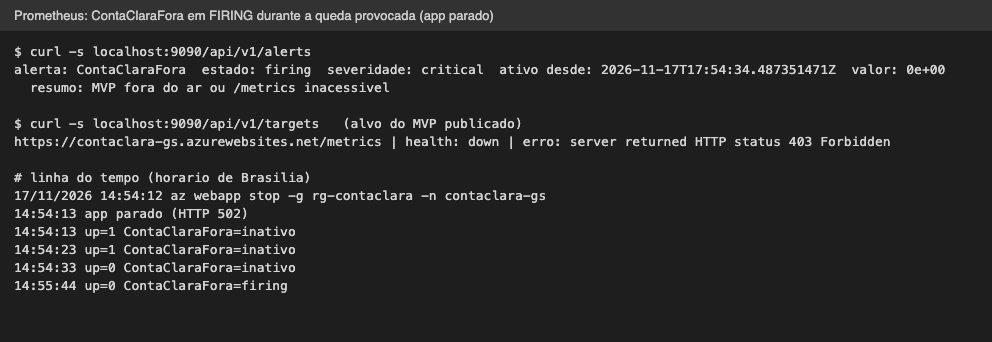 Prometheus: ContaClaraFora em FIRING durante a queda provocada (app parado)
$ curl -s localhost:9090/api/v1/alerts
alerta: ContaClaraFora  estado: firing  severidade: critical  ativo desde: 2026-11-17T17:54:34.487351471Z  valor: 0e+00
  resumo: MVP fora do ar ou /metrics inacessivel
$ curl -s localhost:9090/api/v1/targets   (alvo do MVP publicado)
https://contaclara-gs.azurewebsites.net/metrics | health: down | erro: server returned HTTP status 403 Forbidden
# linha do tempo (horario de Brasilia)
17/11/2026 14:54:12 az webapp stop -g rg-contaclara -n contaclara-gs
14:54:13 app parado (HTTP 502)
14:54:13 up=1 ContaClaraFora=inativo
14:54:23 up=1 ContaClaraFora=inativo
14:54:33 up=0 ContaClaraFora=inativo
14:55:44 up=0 ContaClaraFora=firing